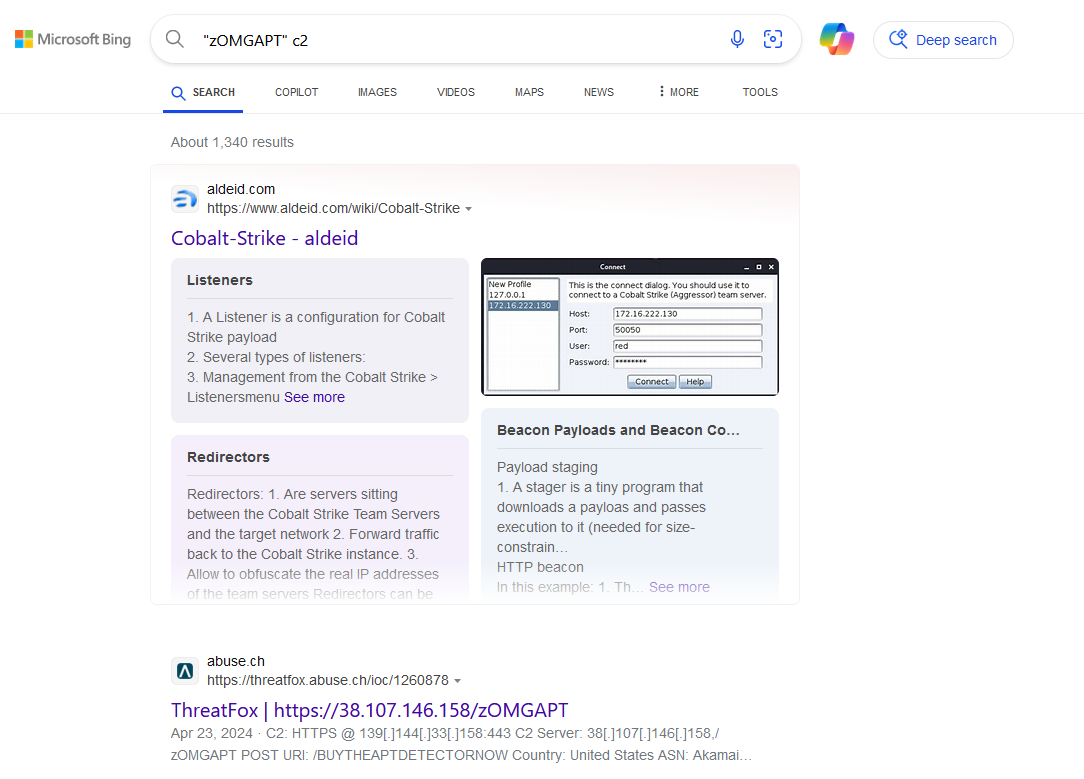 Microsoft Bing
"zOMGAPT" c2
Deep search
SEARCH
COPILOT
IMAGES
VIDEOS
MAPS
NEWS
MORE
TOOLS
About 1,340 results
aldeid.com
https://www.aldeid.com/wiki/Cobalt-Strike
Cobalt-Strike - aldeid
Listeners
1. A Listener is a configuration for Cobalt
Strike payload
2. Several types of listeners:
3. Management from the Cobalt Strike >
Listenersmenu See more
Redirectors
Redirectors: 1. Are servers sitting
between the Cobalt Strike Team Servers
and the target network 2. Forward traffic
back to the Cobalt Strike instance. 3.
Allow to obfuscate the real IP addresses
of the team servers Redirectors can be
Connect
New Profile
127.0.0.1
172.16.222.130
This is the connect dialog. You should use it to
connect to a Cobalt Strike (Aggressor) team server.
Host: 172.16.222.130
Port: 50050
User: red
Password: ********
Connect Help
Beacon Payloads and Beacon Co…
Payload staging
1. A stager is a tiny program that
downloads a payloas and passes
execution to it (needed for size-
constrain…
HTTP beacon
In this example: 1. Th… See more
abuse.ch
https://threatfox.abuse.ch/ioc/1260878
ThreatFox | https://38.107.146.158/zOMGAPT
Apr 23, 2024 · C2: HTTPS @ 139[.]144[.]33[.]158:443 C2 Server: 38[.]107[.]146[.]158,/
zOMGAPT POST URI: /BUYTHEAPTDETECTORNOW Country: United States ASN: Akamai…